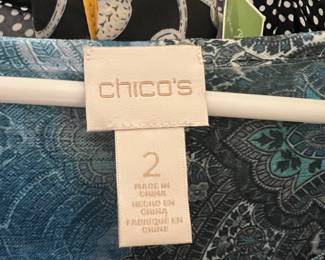 chico's
2
MADE IN
CHINA
HECHO EN
CHINA
FABRIQUÉ EN
CHINE